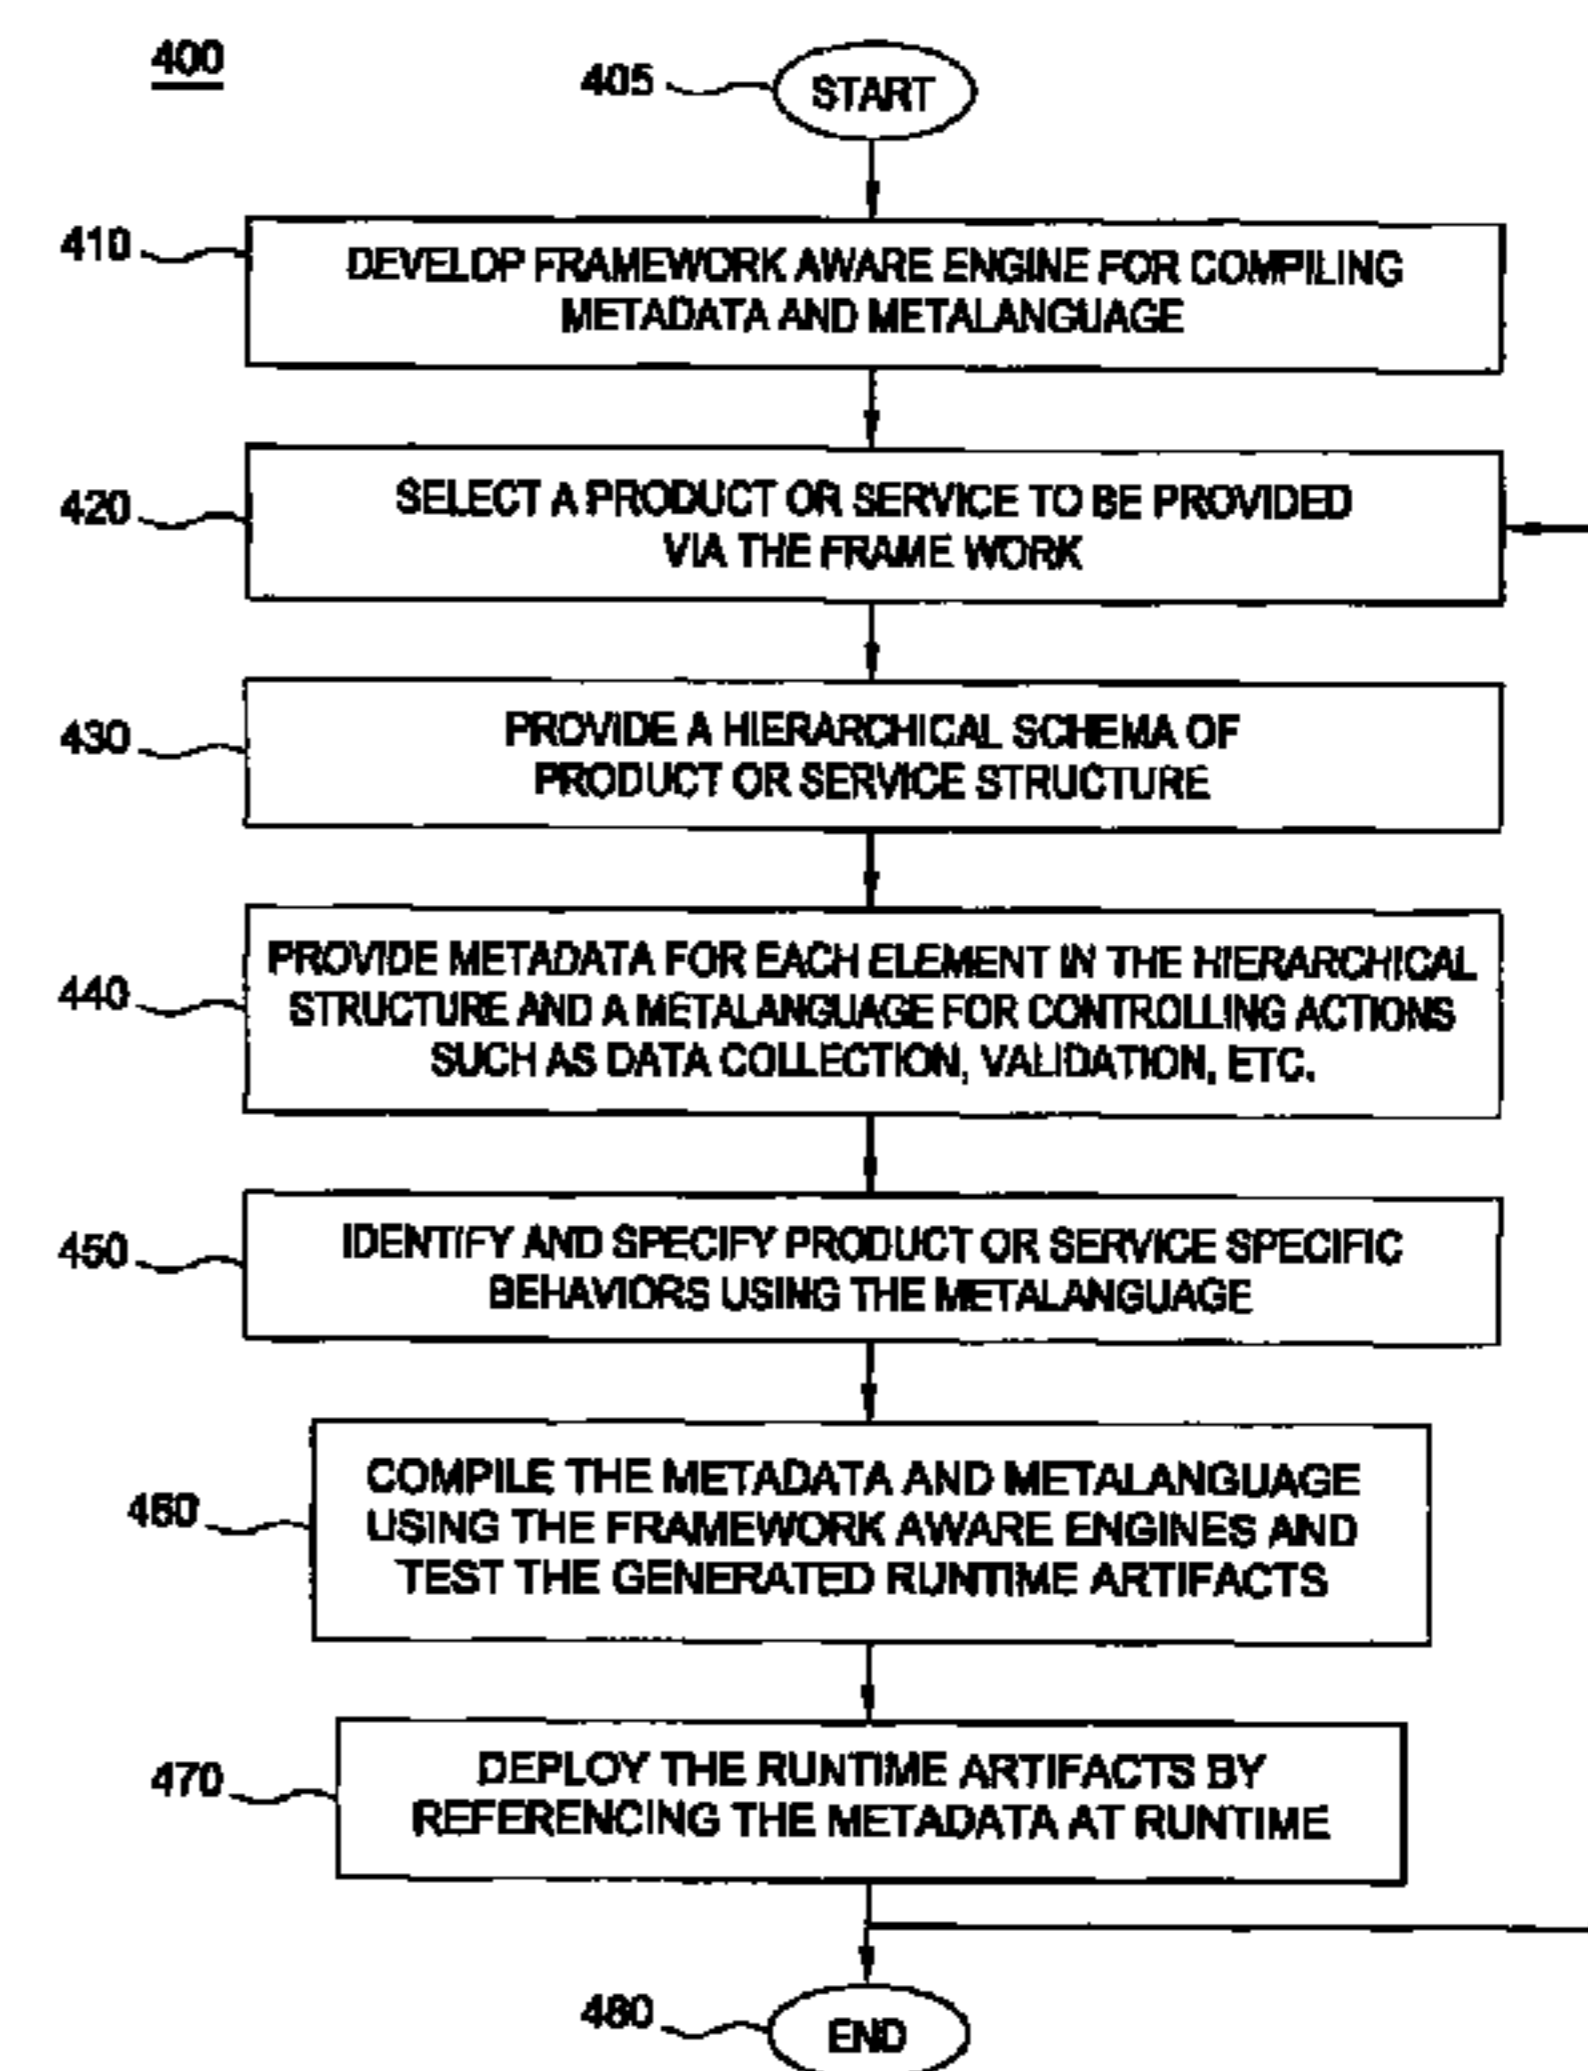 400
405
START
410
DEVELOP FRAMEWORK AWARE ENGINE FOR COMPILING
METADATA AND METALANGUAGE
420
SELECT A PRODUCT OR SERVICE TO BE PROVIDED
VIA THE FRAME WORK
430
PROVIDE A HIERARCHICAL SCHEMA OF
PRODUCT OR SERVICE STRUCTURE
440
PROVIDE METADATA FOR EACH ELEMENT IN THE HIERARCHICAL
STRUCTURE AND A METALANGUAGE FOR CONTROLLING ACTIONS
SUCH AS DATA COLLECTION, VALIDATION, ETC.
450
IDENTIFY AND SPECIFY PRODUCT OR SERVICE SPECIFIC
BEHAVIORS USING THE METALANGUAGE
460
COMPILE THE METADATA AND METALANGUAGE
USING THE FRAMEWORK AWARE ENGINES AND
TEST THE GENERATED RUNTIME ARTIFACTS
470
DEPLOY THE RUNTIME ARTIFACTS BY
REFERENCING THE METADATA AT RUNTIME
480
END